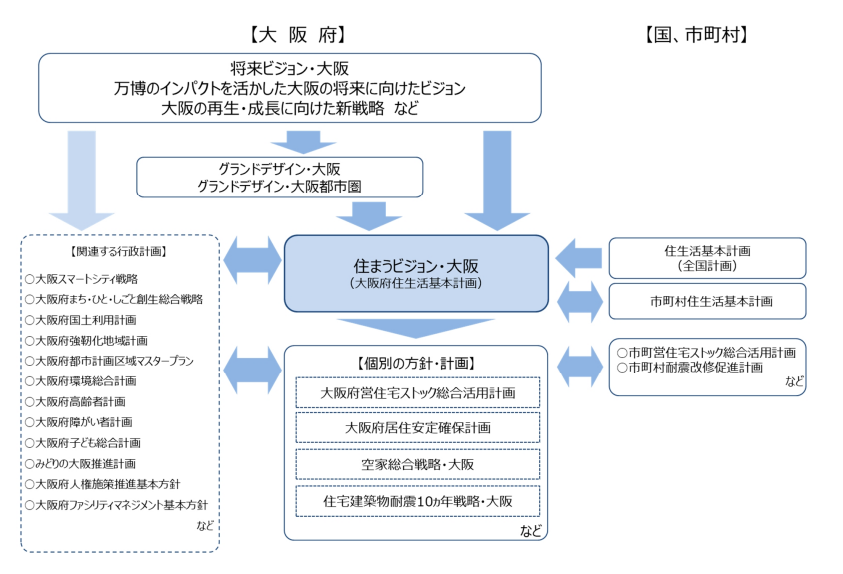 【大 阪 府】
【国、市町村】
将来ビジョン・大阪
万博のインパクトを活かした大阪の将来に向けたビジョン
大阪の再生・成長に向けた新戦略 など
グランドデザイン・大阪
グランドデザイン・大阪都市圏
【関連する行政計画】
○大阪スマートシティ戦略
○大阪府まち・ひと・しごと創生総合戦略
○大阪府国土利用計画
○大阪府強靭化地域計画
○大阪府都市計画区域マスタープラン
○大阪府環境総合計画
○大阪府高齢者計画
○大阪府障がい者計画
○大阪府子ども総合計画
○みどりの大阪推進計画
○大阪府人権施策推進基本方針
○大阪府ファシリティマネジメント基本方針
など
住まうビジョン・大阪
(大阪府住生活基本計画)
【個別の方針・計画】
大阪府営住宅ストック総合活用計画
大阪府居住安定確保計画
空家総合戦略・大阪
住宅建築物耐震10ヵ年戦略・大阪
など
住生活基本計画
(全国計画)
市町村住生活基本計画
○市町営住宅ストック総合活用計画
○市町村耐震改修促進計画
など